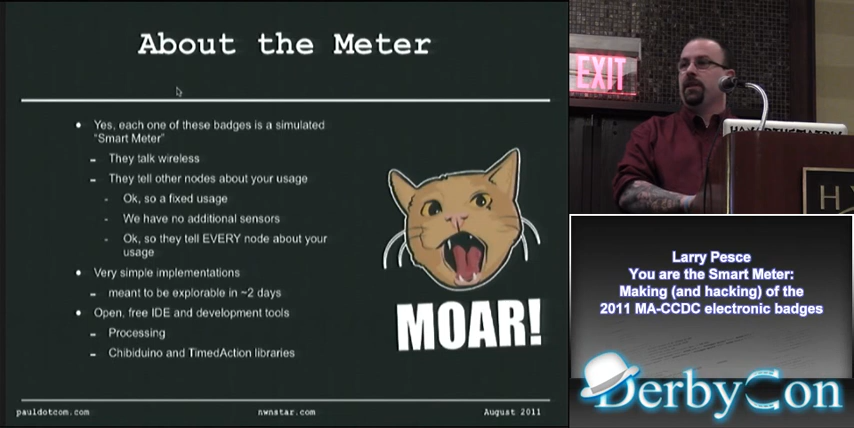 About the Meter
• Yes, each one of these badges is a simulated
"Smart Meter"
– They talk wireless
– They tell other nodes about your usage
- Ok, so a fixed usage
- We have no additional sensors
- Ok, so they tell EVERY node about your
usage
• Very simple implementations
– meant to be explorable in ~2 days
• Open, free IDE and development tools
– Processing
– Chibiduino and TimedAction libraries
MOAR!
pauldotcom.com
nwnstar.com
August 2011
EXIT
HY
Larry Pesce
You are the Smart Meter:
Making (and hacking) of the
2011 MA-CCDC electronic badges
DerbyCon